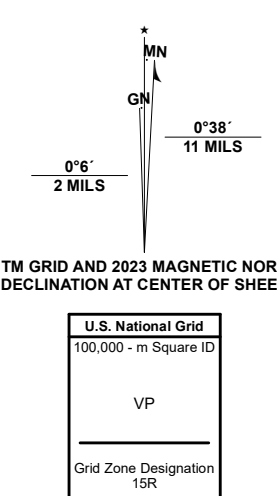 ★
MN
GN
0°38´
11 MILS
0°6´
2 MILS
TM GRID AND 2023 MAGNETIC NOR
DECLINATION AT CENTER OF SHEE
U.S. National Grid
100,000 - m Square ID
VP
Grid Zone Designation
15R